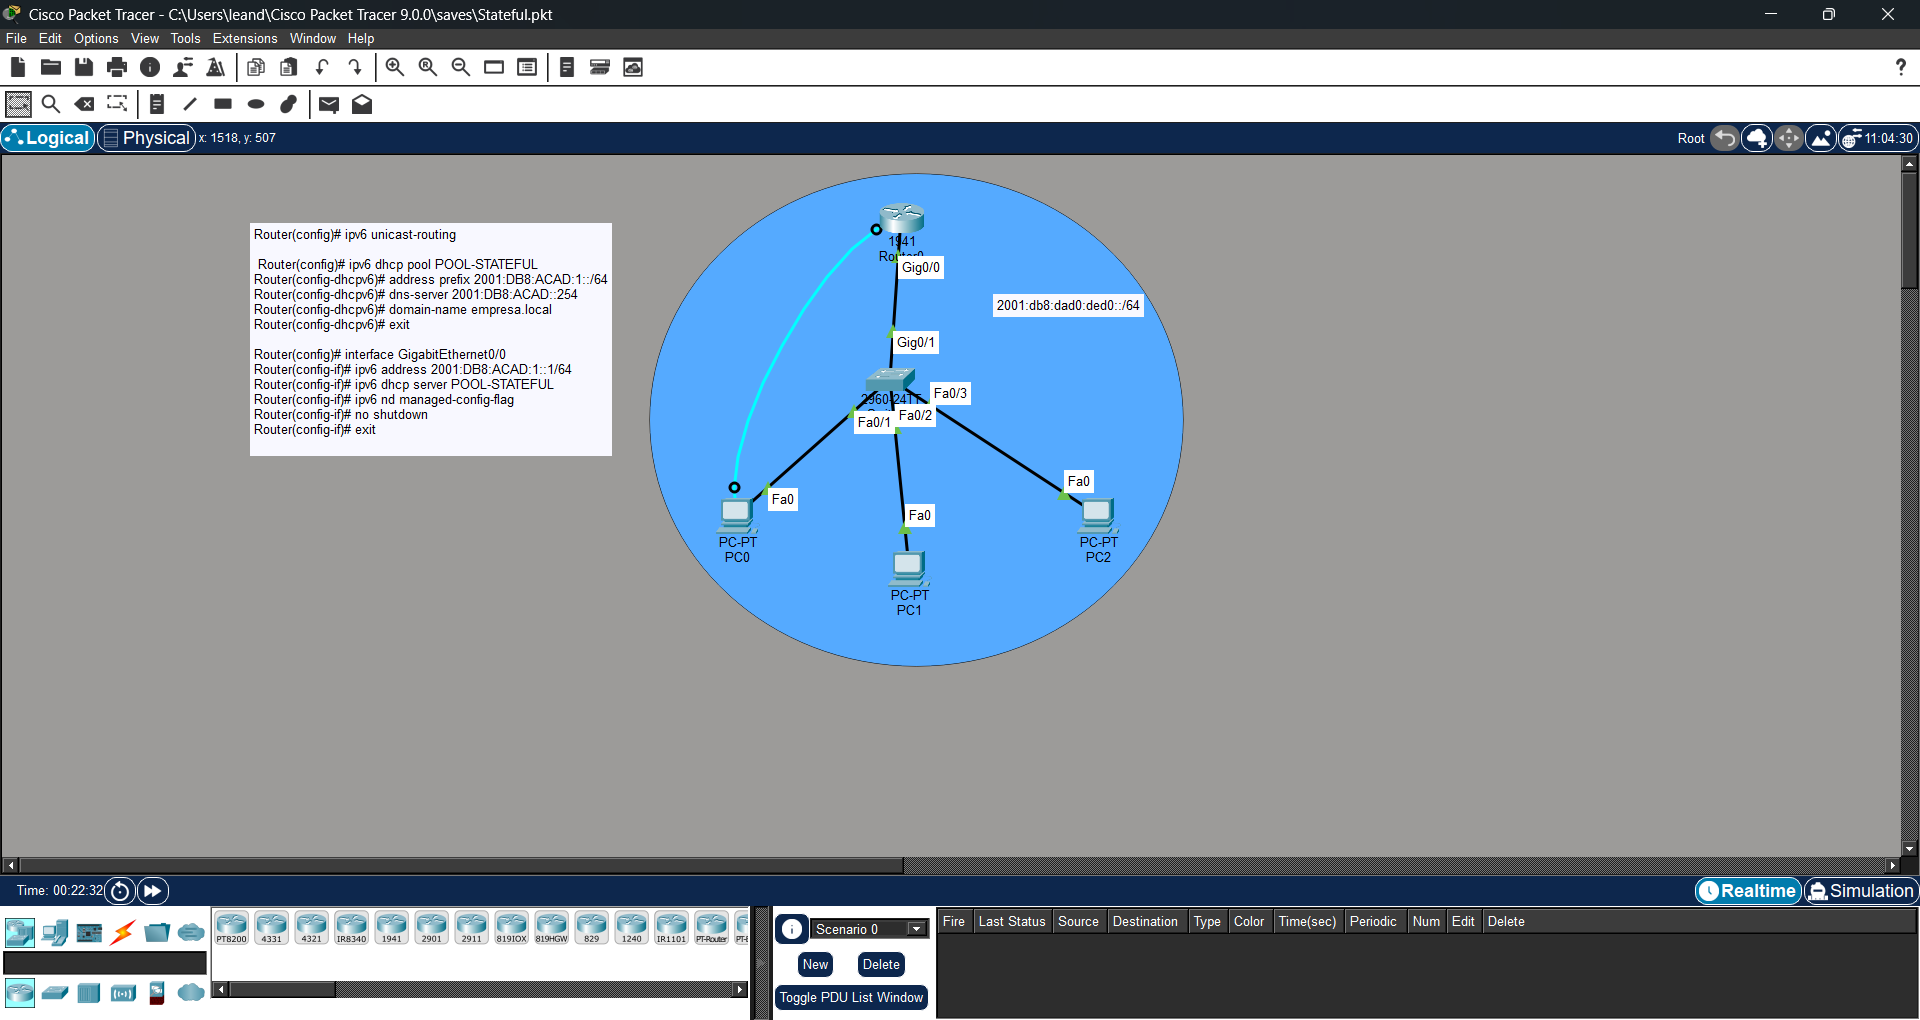 Cisco Packet Tracer - C:\Users\leand\Cisco Packet Tracer 9.0.0\saves\Stateful.pkt
File Edit Options View Tools Extensions Window Help
?
Logical Physical x: 1518, y: 507 Root 11:04:30
Router(config)# ipv6 unicast-routing
Router(config)# ipv6 dhcp pool POOL-STATEFUL
Router(config-dhcpv6)# address prefix 2001:DB8:ACAD:1::/64
Router(config-dhcpv6)# dns-server 2001:DB8:ACAD::254
Router(config-dhcpv6)# domain-name empresa.local
Router(config-dhcpv6)# exit
Router(config)# interface GigabitEthernet0/0
Router(config-if)# ipv6 address 2001:DB8:ACAD:1::1/64
Router(config-if)# ipv6 dhcp server POOL-STATEFUL
Router(config-if)# ipv6 nd managed-config-flag
Router(config-if)# no shutdown
Router(config-if)# exit
1941
Router0
Gig0/0
2001:db8:dad0:ded0::/64
Gig0/1
2960-24TT
Fa0/3
Fa0/2
Fa0/1
Fa0
Fa0
Fa0
PC-PT
PC0
PC-PT
PC2
PC-PT
PC1
Time: 00:22:32 Realtime Simulation
PT8200 4331 4321 IR8340 1941 2901 2911 819IOX 819HGW 829 1240 IR1101 PT-Router
Scenario 0
New Delete
Toggle PDU List Window
Fire Last Status Source Destination Type Color Time(sec) Periodic Num Edit Delete